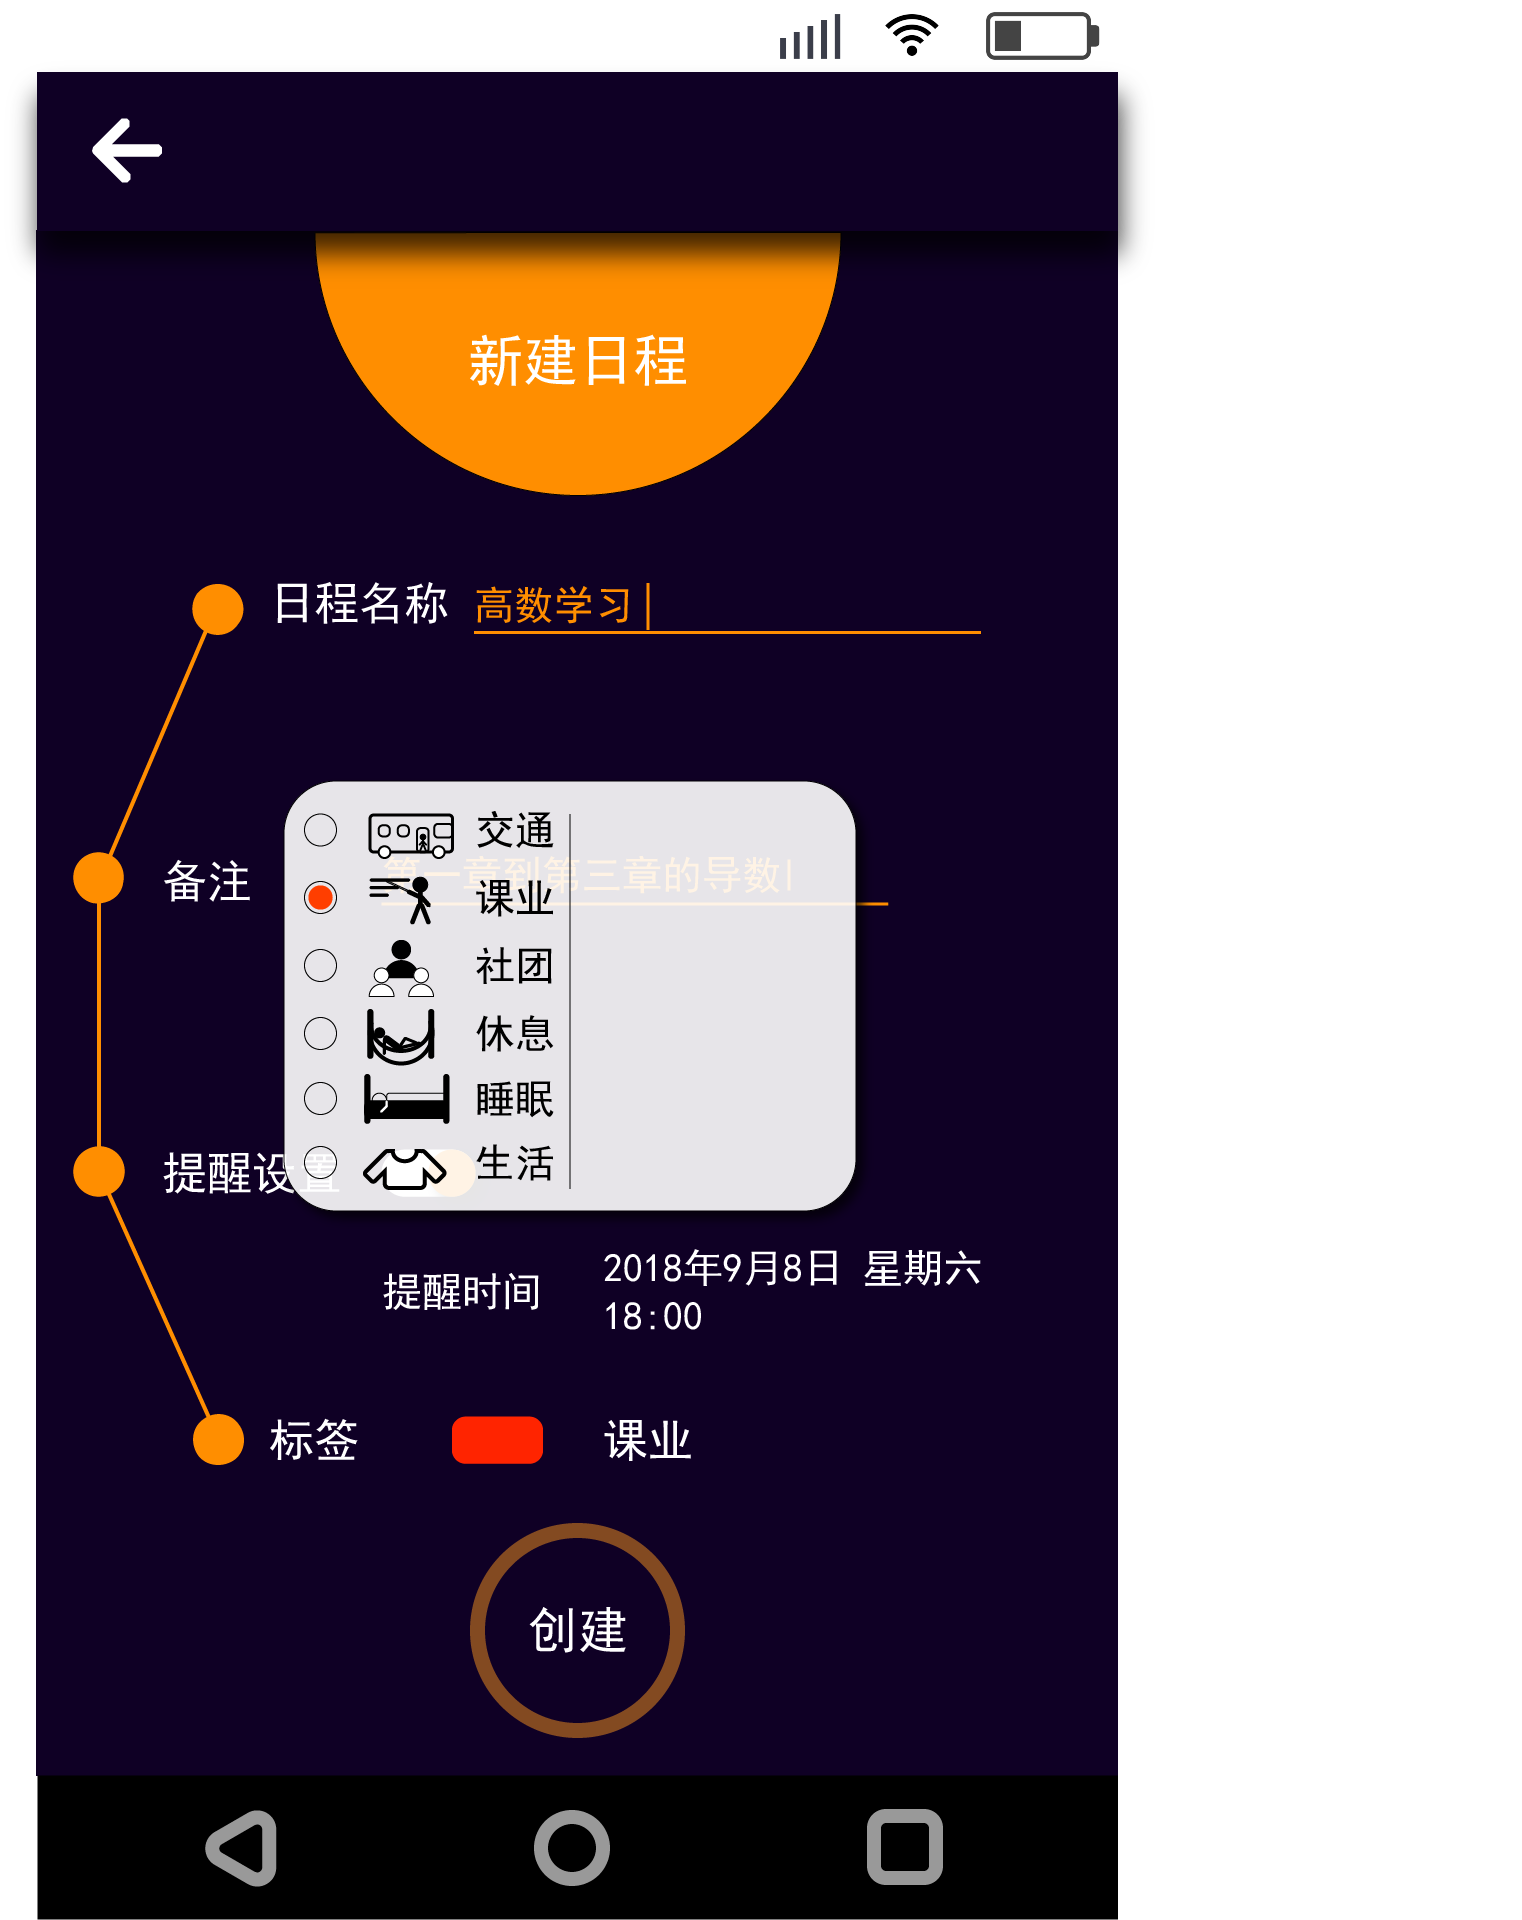 新建日程
日程名称 高数学习
备注
第一章到第三章的导数
交通
课业
社团
休息
睡眠
生活
提醒设置
提醒时间
2018年9月8日 星期六
18:00
标签 课业
创建